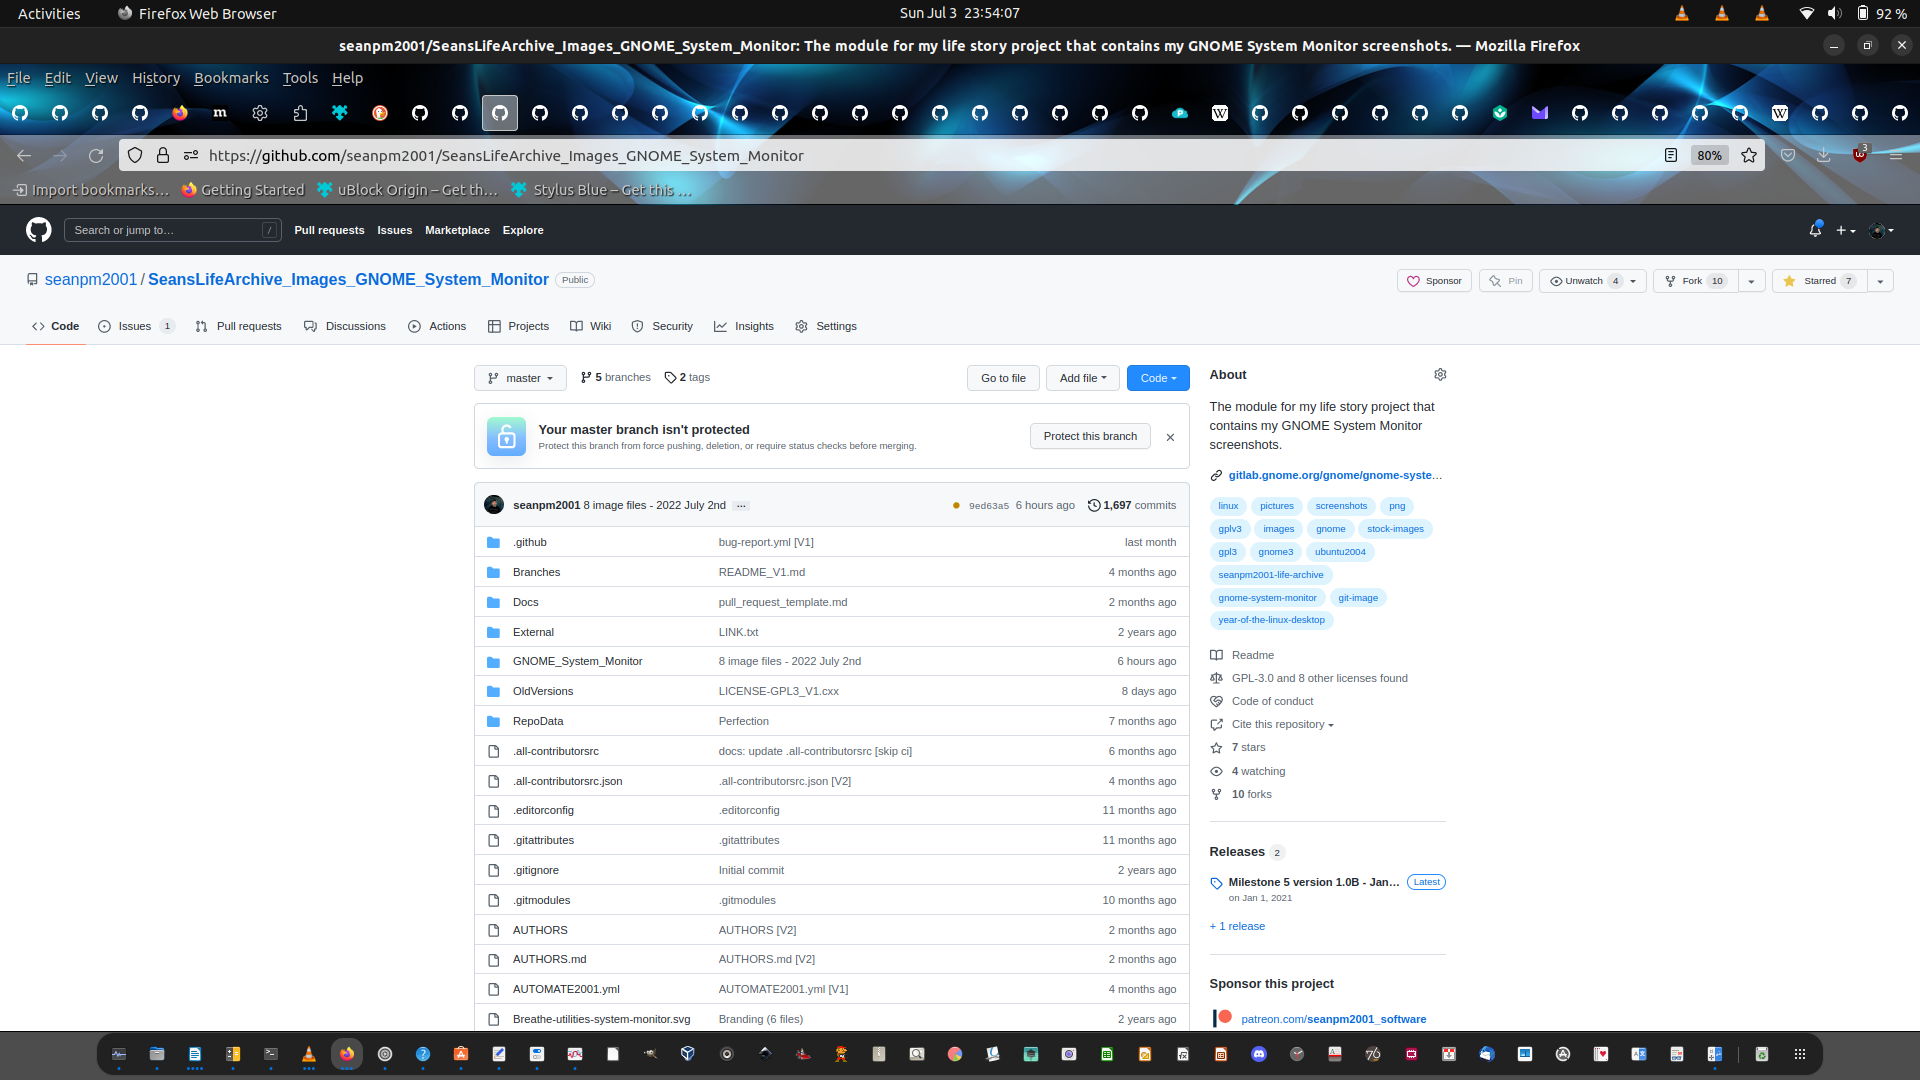 Activities
Firefox Web Browser
Sun Jul 3 23:54:07
92 %
seanpm2001/SeansLifeArchive_Images_GNOME_System_Monitor: The module for my life story project that contains my GNOME System Monitor screenshots. — Mozilla Firefox
File Edit View History Bookmarks Tools Help
https://github.com/seanpm2001/SeansLifeArchive_Images_GNOME_System_Monitor
80%
3
Import bookmarks…
Getting Started
uBlock Origin – Get th…
Stylus Blue – Get this …
Search or jump to…
/
Pull requests
Issues
Marketplace
Explore
seanpm2001 / SeansLifeArchive_Images_GNOME_System_Monitor
Public
Sponsor
Pin
Unwatch 4
Fork 10
Starred 7
Code
Issues 1
Pull requests
Discussions
Actions
Projects
Wiki
Security
Insights
Settings
master
5 branches
2 tags
Go to file
Add file
Code
Your master branch isn't protected
Protect this branch from force pushing, deletion, or require status checks before merging.
Protect this branch
seanpm2001 8 image files - 2022 July 2nd …
9ed63a5 6 hours ago
1,697 commits
.github bug-report.yml [V1] last month
Branches README_V1.md 4 months ago
Docs pull_request_template.md 2 months ago
External LINK.txt 2 years ago
GNOME_System_Monitor 8 image files - 2022 July 2nd 6 hours ago
OldVersions LICENSE-GPL3_V1.cxx 8 days ago
RepoData Perfection 7 months ago
.all-contributorsrc docs: update .all-contributorsrc [skip ci] 6 months ago
.all-contributorsrc.json .all-contributorsrc.json [V2] 4 months ago
.editorconfig .editorconfig 11 months ago
.gitattributes .gitattributes 11 months ago
.gitignore Initial commit 2 years ago
.gitmodules .gitmodules 10 months ago
AUTHORS AUTHORS [V2] 2 months ago
AUTHORS.md AUTHORS.md [V2] 2 months ago
AUTOMATE2001.yml AUTOMATE2001.yml [V1] 4 months ago
Breathe-utilities-system-monitor.svg Branding (6 files) 2 years ago
About
The module for my life story project that
contains my GNOME System Monitor
screenshots.
gitlab.gnome.org/gnome/gnome-syste…
linux pictures screenshots png
gplv3 images gnome stock-images
gpl3 gnome3 ubuntu2004
seanpm2001-life-archive
gnome-system-monitor git-image
year-of-the-linux-desktop
Readme
GPL-3.0 and 8 other licenses found
Code of conduct
Cite this repository
7 stars
4 watching
10 forks
Releases 2
Milestone 5 version 1.0B - Jan… Latest
on Jan 1, 2021
+ 1 release
Sponsor this project
patreon.com/seanpm2001_software